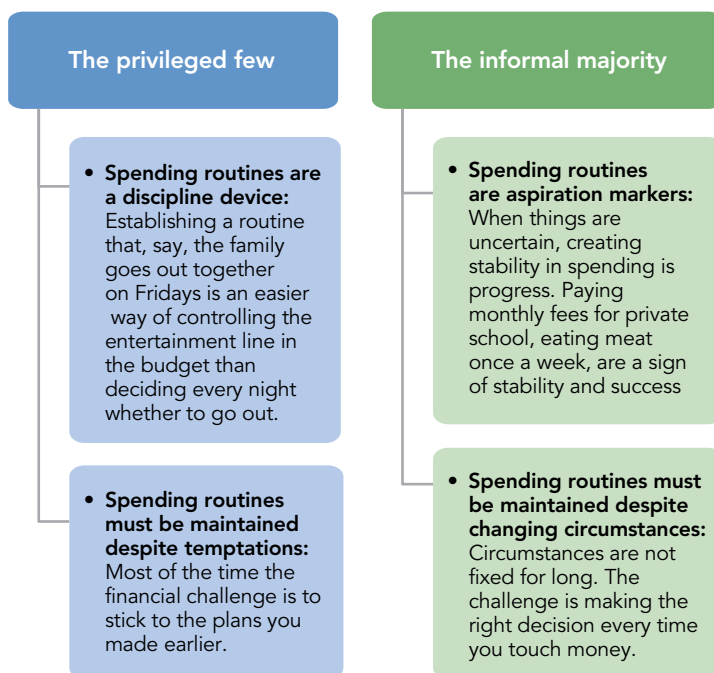 The privileged few
• Spending routines are
a discipline device:
Establishing a routine
that, say, the family
goes out together
on Fridays is an easier
way of controlling the
entertainment line in
the budget than
deciding every night
whether to go out.
• Spending routines
must be maintained
despite temptations:
Most of the time the
financial challenge is to
stick to the plans you
made earlier.
The informal majority
• Spending routines
are aspiration markers:
When things are
uncertain, creating
stability in spending is
progress. Paying
monthly fees for private
school, eating meat
once a week, are a sign
of stability and success
• Spending routines must
be maintained despite
changing circumstances:
Circumstances are not
fixed for long. The
challenge is making the
right decision every time
you touch money.